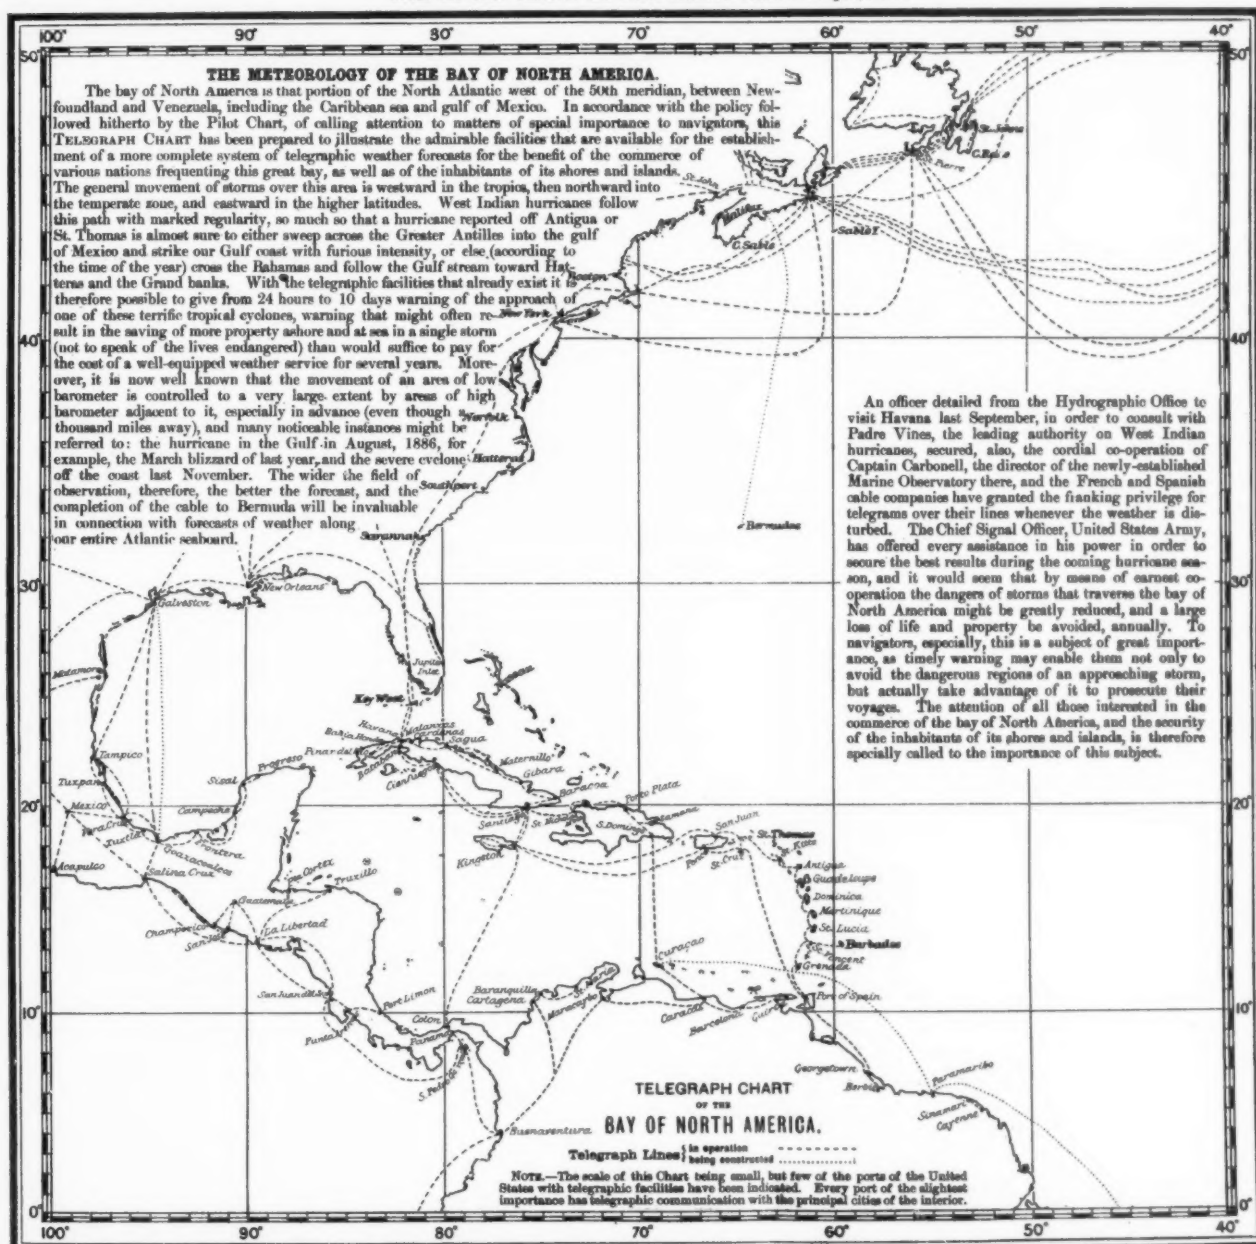 100° 90° 80° 70° 60° 50° 40°
50° 50°
THE METEOROLOGY OF THE BAY OF NORTH AMERICA.
The bay of North America is that portion of the North Atlantic west of the 50th meridian, between New-
foundland and Venezuela, including the Caribbean sea and gulf of Mexico. In accordance with the policy fol-
lowed hitherto by the Pilot Chart, of calling attention to matters of special importance to navigators, this
TELEGRAPH CHART has been prepared to illustrate the admirable facilities that are available for the establish-
ment of a more complete system of telegraphic weather forecasts for the benefit of the commerce of
various nations frequenting this great bay, as well as of the inhabitants of its shores and islands.
The general movement of storms over this area is westward in the tropics, then northward into
the temperate zone, and eastward in the higher latitudes. West Indian hurricanes follow
this path with marked regularity, so much so that a hurricane reported off Antigua or
St. Thomas is almost sure to either sweep across the Greater Antilles into the gulf
of Mexico and strike our Gulf coast with furious intensity, or else (according to
the time of the year) cross the Bahamas and follow the Gulf stream toward Hat-
teras and the Grand banks. With the telegraphic facilities that already exist it is
therefore possible to give from 24 hours to 10 days warning of the approach of
one of these terrific tropical cyclones, warning that might often re-
sult in the saving of more property ashore and at sea in a single storm
(not to speak of the lives endangered) than would suffice to pay for
the cost of a well-equipped weather service for several years. More-
over, it is now well known that the movement of an area of low
barometer is controlled to a very large extent by areas of high
barometer adjacent to it, especially in advance (even though a
thousand miles away), and many noticeable instances might be
referred to: the hurricane in the Gulf in August, 1886, for
example, the March blizzard of last year, and the severe cyclone
off the coast last November. The wider the field of
observation, therefore, the better the forecast, and the
completion of the cable to Bermuda will be invaluable
in connection with forecasts of weather along
our entire Atlantic seaboard.
St. Johns
C. Race
St. Pierre
St. John
Halifax
C. Sable
Sable I.
Boston
New York
40° 40°
Norfolk
Hatteras
Southport
Savannah
Bermudas
An officer detailed from the Hydrographic Office to
visit Havana last September, in order to consult with
Padre Vines, the leading authority on West Indian
hurricanes, secured, also, the cordial co-operation of
Captain Carbonell, the director of the newly-established
Marine Observatory there, and the French and Spanish
cable companies have granted the franking privilege for
telegrams over their lines whenever the weather is dis-
turbed. The Chief Signal Officer, United States Army,
has offered every assistance in his power in order to
secure the best results during the coming hurricane sea-
son, and it would seem that by means of earnest co-
operation the dangers of storms that traverse the bay of
North America might be greatly reduced, and a large
loss of life and property be avoided, annually. To
navigators, especially, this is a subject of great import-
ance, as timely warning may enable them not only to
avoid the dangerous regions of an approaching storm,
but actually take advantage of it to prosecute their
voyages. The attention of all those interested in the
commerce of the bay of North America, and the security
of the inhabitants of its shores and islands, is therefore
specially called to the importance of this subject.
30° 30°
New Orleans
Galveston
Jupiter
Inlet
Nassau
Matamoros
Key West
Havana
Matanzas
Bahia Honda
Cardenas
Sagua
Pinar del Rio
Batabano
Cienfuegos
Maternillo
Gibara
Baracoa
Tampico
Tuxpan
Progreso
Sisal
Campeche
Mexico
20° 20°
Vera Cruz
Tuxtla
Frontera
Goazacoalcos
Santiago
Porto Plata
Samana
S. Domingo
San Juan
Ponce
St. Cruz
St. Thomas
St. Kitts
Kingston
Acapulco
Salina Cruz
Cortez
Truxillo
Antigua
Guadeloupe
Dominica
Martinique
St. Lucia
St. Vincent
Barbados
Grenada
Guatemala
Champerico
San José
La Libertad
Curaçao
San Juan del Sur
Port Limon
Baranquilla
Cartagena
St. Maria
Maracaybo
Caracas
Barcelona
Guiria
Port of Spain
10° 10°
Puntas
Colon
Panama
S. Pedro
Georgetown
Berbice
Paramaribo
Sinamari
Cayenne
Buenaventura
TELEGRAPH CHART
OF THE
BAY OF NORTH AMERICA.
Telegraph Lines { in operation
being constructed
NOTE.—The scale of this Chart being small, but few of the ports of the United
States with telegraphic facilities have been indicated. Every port of the slightest
importance has telegraphic communication with the principal cities of the interior.
0° 0°
100° 90° 80° 70° 60° 50° 40°